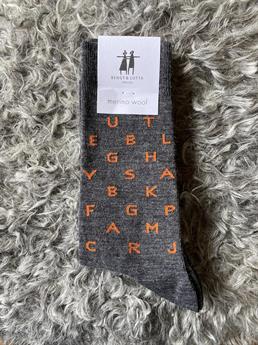 BENGT & LOTTA
merino wool
U T
E B L
G H
Y S A
B K
F G P
A M
C R J